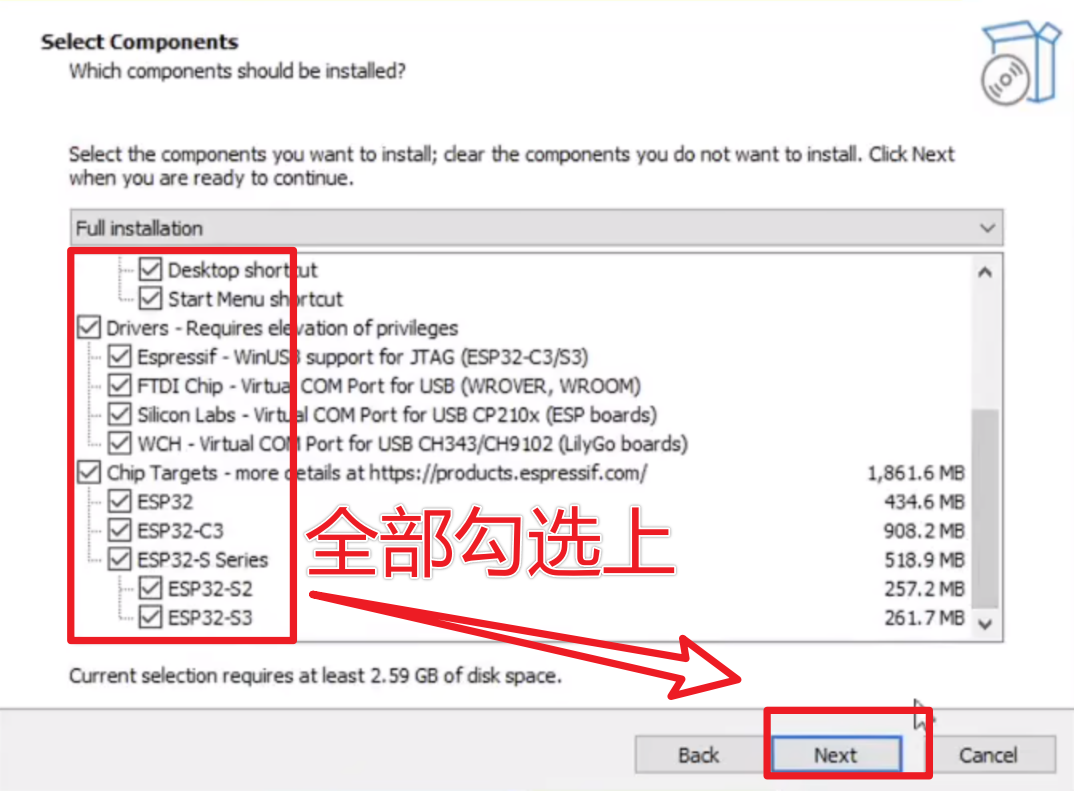 Select Components
Which components should be installed?
Select the components you want to install; clear the components you do not want to install. Click Next
when you are ready to continue.
Full installation
Desktop shortcut
Start Menu shortcut
Drivers - Requires elevation of privileges
Espressif - WinUSB support for JTAG (ESP32-C3/S3)
FTDI Chip - Virtual COM Port for USB (WROVER, WROOM)
Silicon Labs - Virtual COM Port for USB CP210x (ESP boards)
WCH - Virtual COM Port for USB CH343/CH9102 (LilyGo boards)
Chip Targets - more details at https://products.espressif.com/ 1,861.6 MB
ESP32 434.6 MB
ESP32-C3 908.2 MB
ESP32-S Series 518.9 MB
ESP32-S2 257.2 MB
ESP32-S3 261.7 MB
全部勾选上
Current selection requires at least 2.59 GB of disk space.
Back Next Cancel